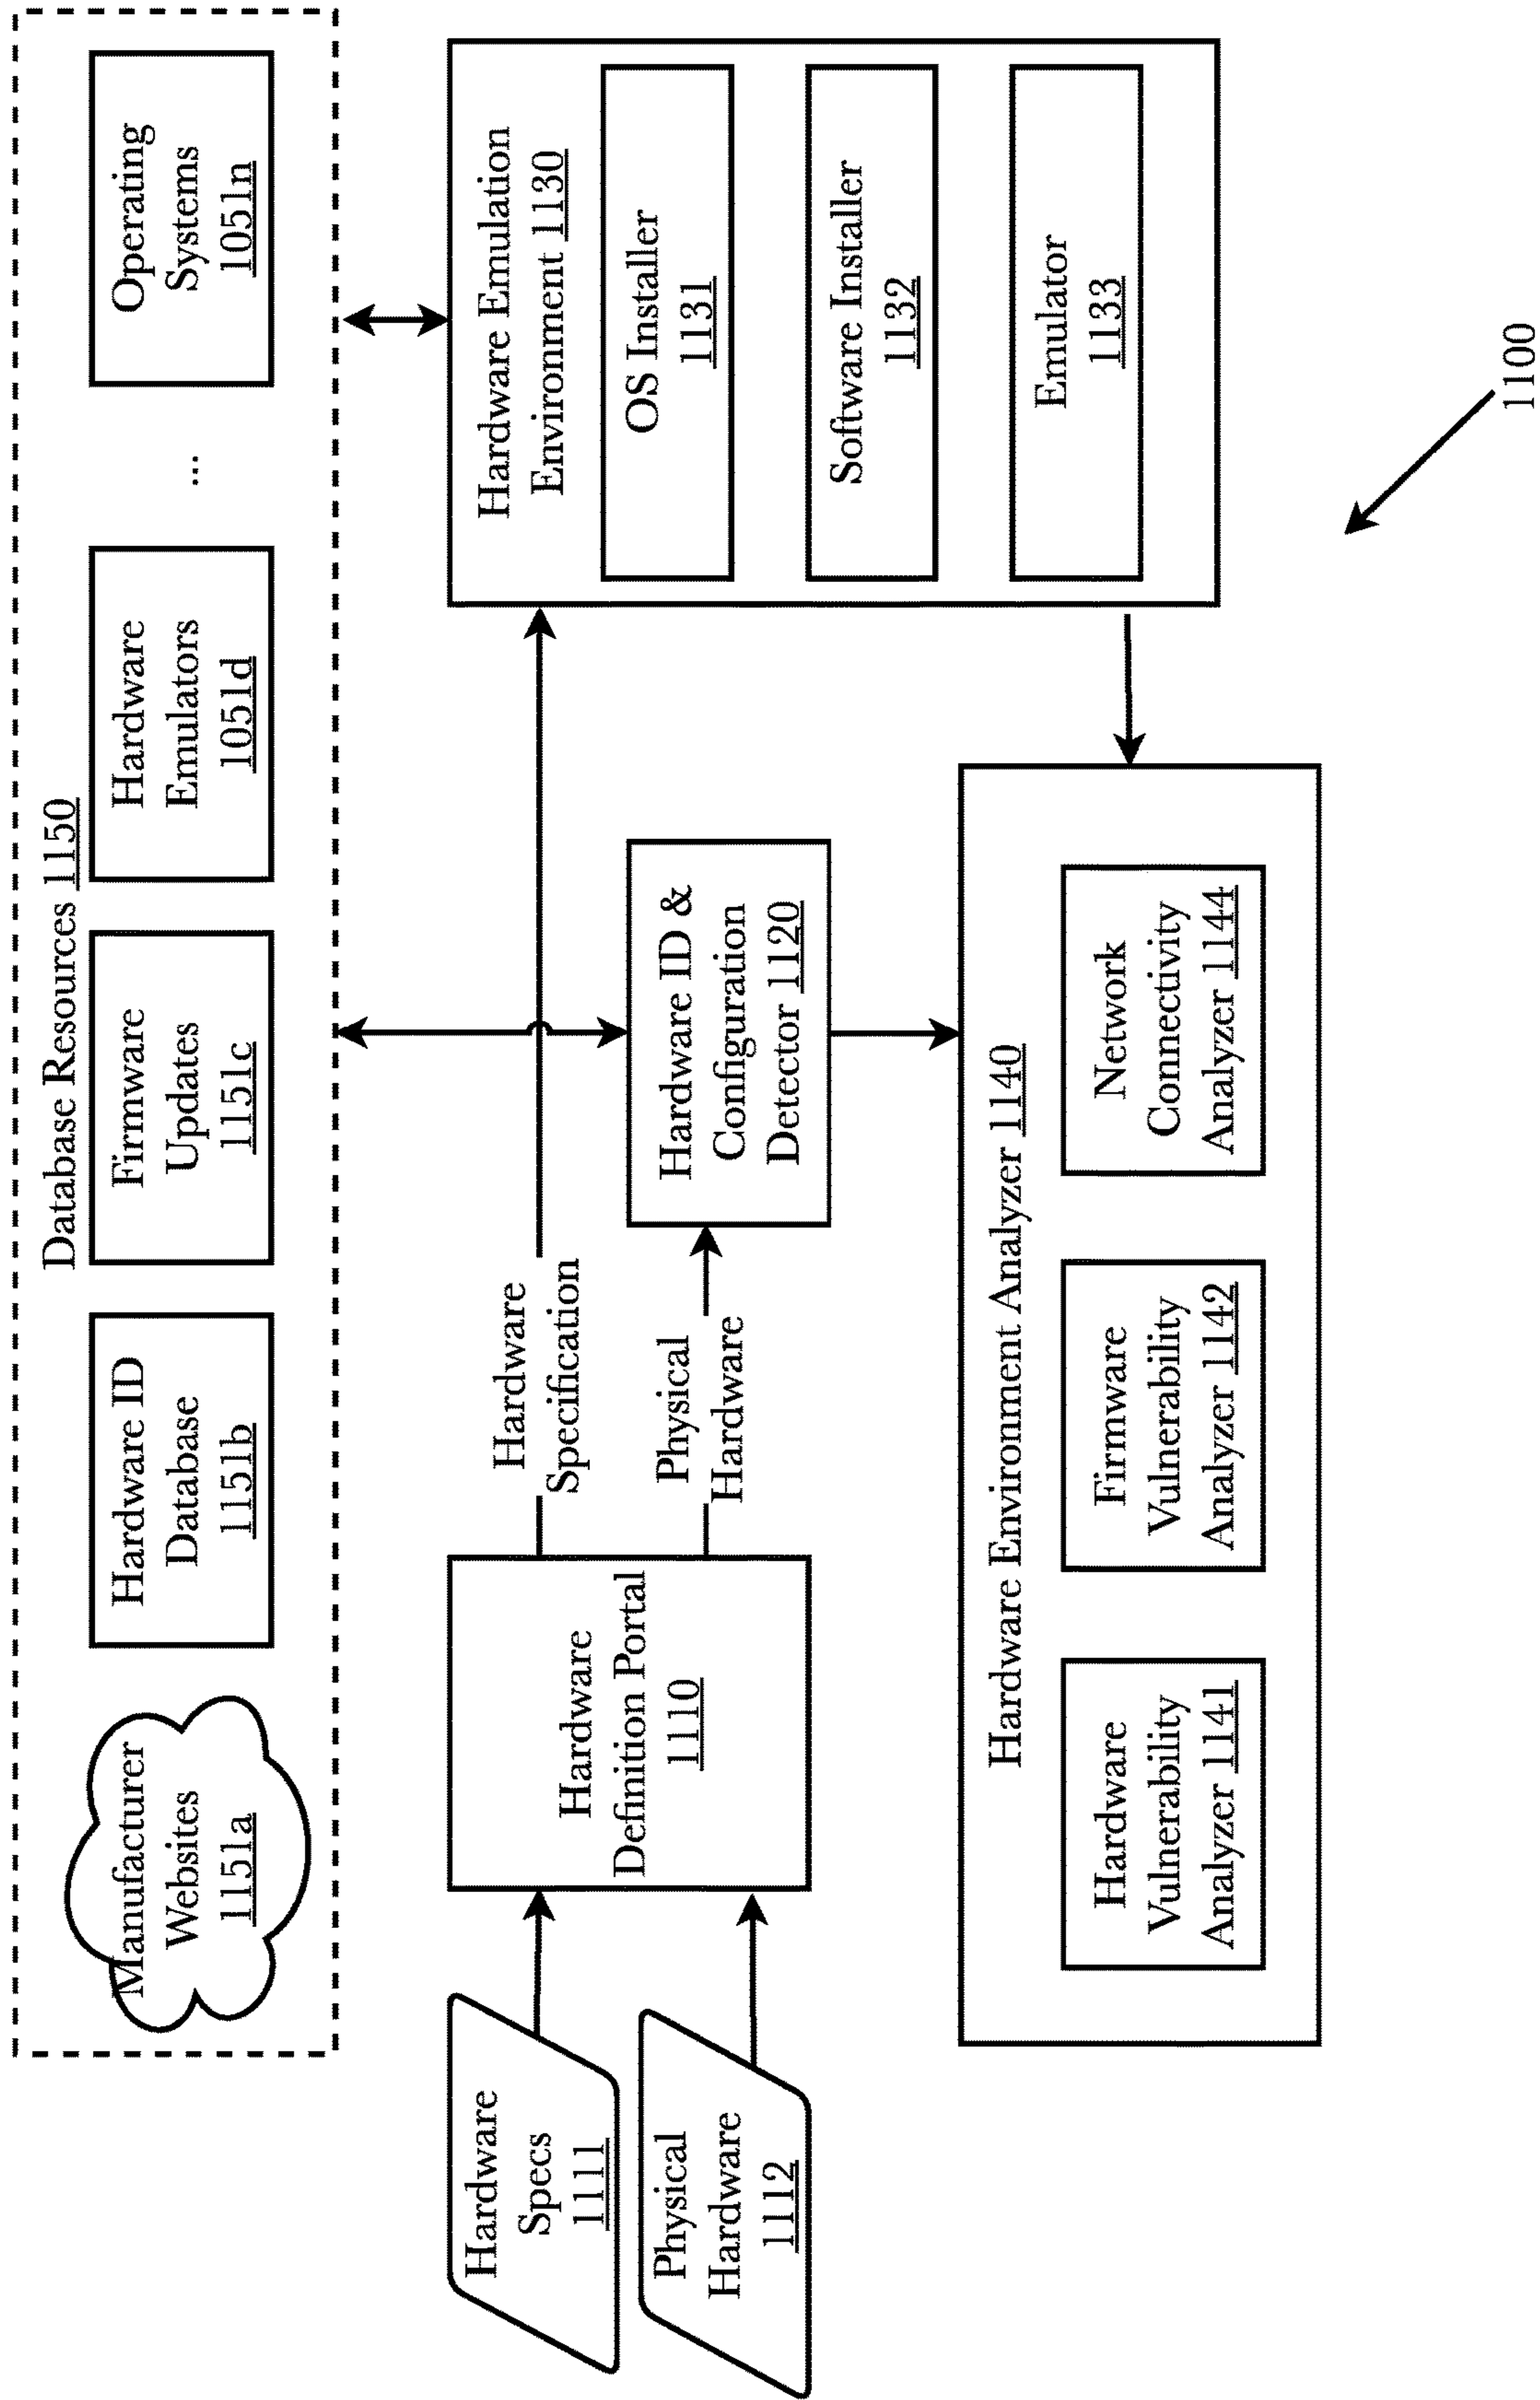 Database Resources 1150
Manufacturer
Websites
1151a
Hardware ID
Database
1151b
Firmware
Updates
1151c
Hardware
Emulators
1051d
...
Operating
Systems
1051n
Hardware
Specs
1111
Physical
Hardware
1112
Hardware
Definition Portal
1110
Hardware
Specification
Physical
Hardware
Hardware ID &
Configuration
Detector 1120
Hardware Emulation
Environment 1130
OS Installer
1131
Software Installer
1132
Emulator
1133
Hardware Environment Analyzer 1140
Hardware
Vulnerability
Analyzer 1141
Firmware
Vulnerability
Analyzer 1142
Network
Connectivity
Analyzer 1144
1100